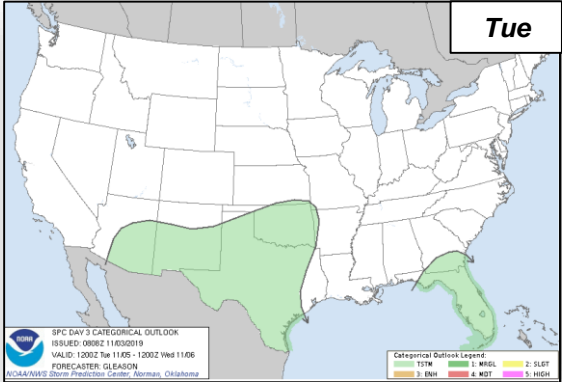 Tue
NOAA
SPC DAY 3 CATEGORICAL OUTLOOK
ISSUED: 0808Z 11/03/2019
VALID: 1200Z Tue 11/05 - 1200Z Wed 11/06
FORECASTER: GLEASON
NOAA/NWS Storm Prediction Center, Norman, Oklahoma
Categorical Outlook Legend:
TSTM 1: MRGL 2: SLGT
3: ENH 4: MDT 5: HIGH